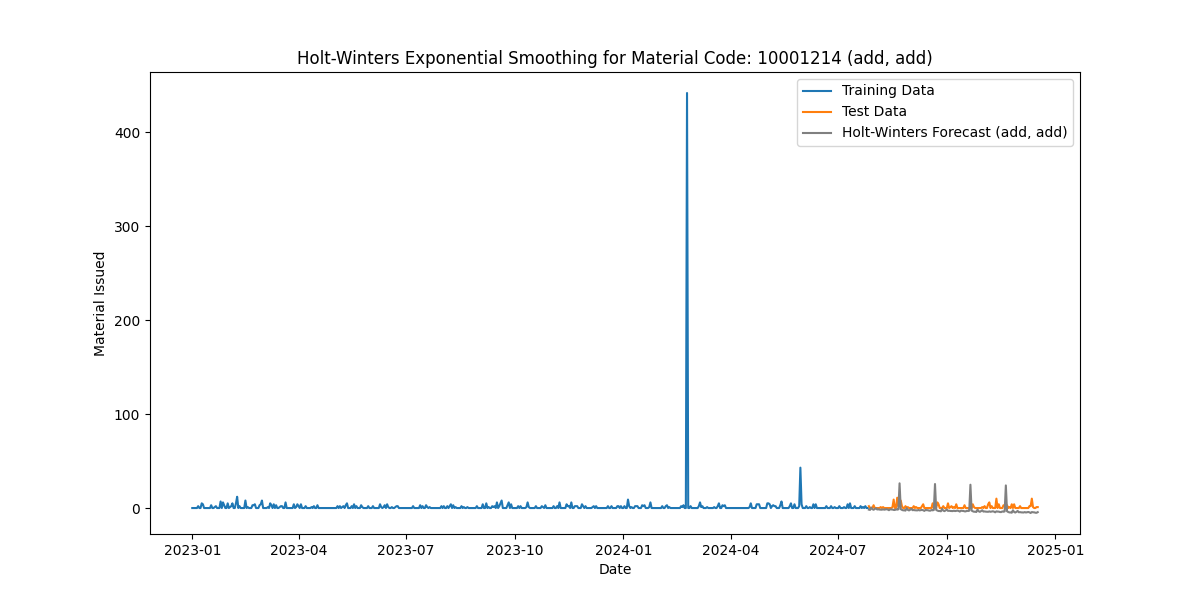 Holt-Winters Exponential Smoothing for Material Code: 10001214 (add, add)
Training Data
Test Data
Holt-Winters Forecast (add, add)
Material Issued
400
300
200
100
0
2023-01
2023-04
2023-07
2023-10
2024-01
2024-04
2024-07
2024-10
2025-01
Date